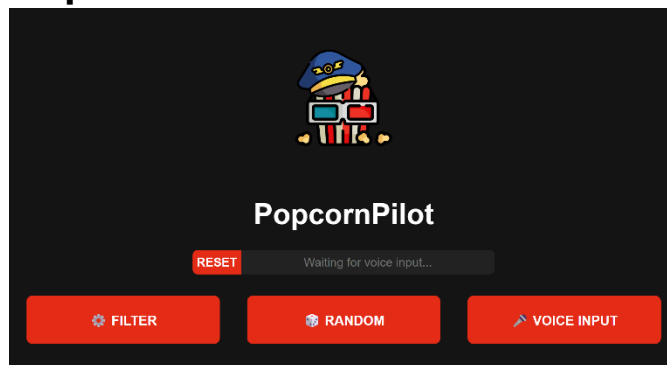 PopcornPilot
RESET Waiting for voice input...
FILTER RANDOM VOICE INPUT